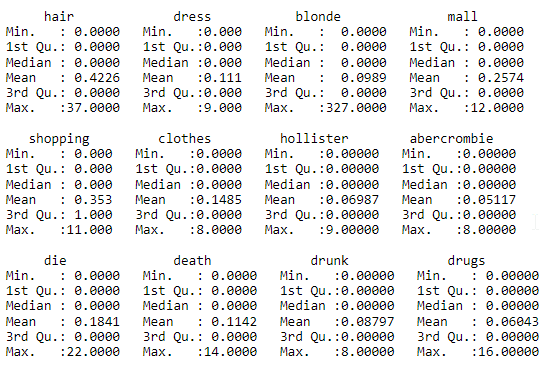 hair dress blonde mall
Min. : 0.0000 Min. :0.000 Min. : 0.0000 Min. : 0.0000
1st Qu.: 0.0000 1st Qu.:0.000 1st Qu.: 0.0000 1st Qu.: 0.0000
Median : 0.0000 Median :0.000 Median : 0.0000 Median : 0.0000
Mean : 0.4226 Mean :0.111 Mean : 0.0989 Mean : 0.2574
3rd Qu.: 0.0000 3rd Qu.:0.000 3rd Qu.: 0.0000 3rd Qu.: 0.0000
Max. :37.0000 Max. :9.000 Max. :327.0000 Max. :12.0000
shopping clothes hollister abercrombie
Min. : 0.000 Min. :0.0000 Min. :0.00000 Min. :0.00000
1st Qu.: 0.000 1st Qu.:0.0000 1st Qu.:0.00000 1st Qu.:0.00000
Median : 0.000 Median :0.0000 Median :0.00000 Median :0.00000
Mean : 0.353 Mean :0.1485 Mean :0.06987 Mean :0.05117
3rd Qu.: 1.000 3rd Qu.:0.0000 3rd Qu.:0.00000 3rd Qu.:0.00000
Max. :11.000 Max. :8.0000 Max. :9.00000 Max. :8.00000
die death drunk drugs
Min. : 0.0000 Min. : 0.0000 Min. :0.00000 Min. : 0.00000
1st Qu.: 0.0000 1st Qu.: 0.0000 1st Qu.:0.00000 1st Qu.: 0.00000
Median : 0.0000 Median : 0.0000 Median :0.00000 Median : 0.00000
Mean : 0.1841 Mean : 0.1142 Mean :0.08797 Mean : 0.06043
3rd Qu.: 0.0000 3rd Qu.: 0.0000 3rd Qu.:0.00000 3rd Qu.: 0.00000
Max. :22.0000 Max. :14.0000 Max. :8.00000 Max. :16.00000